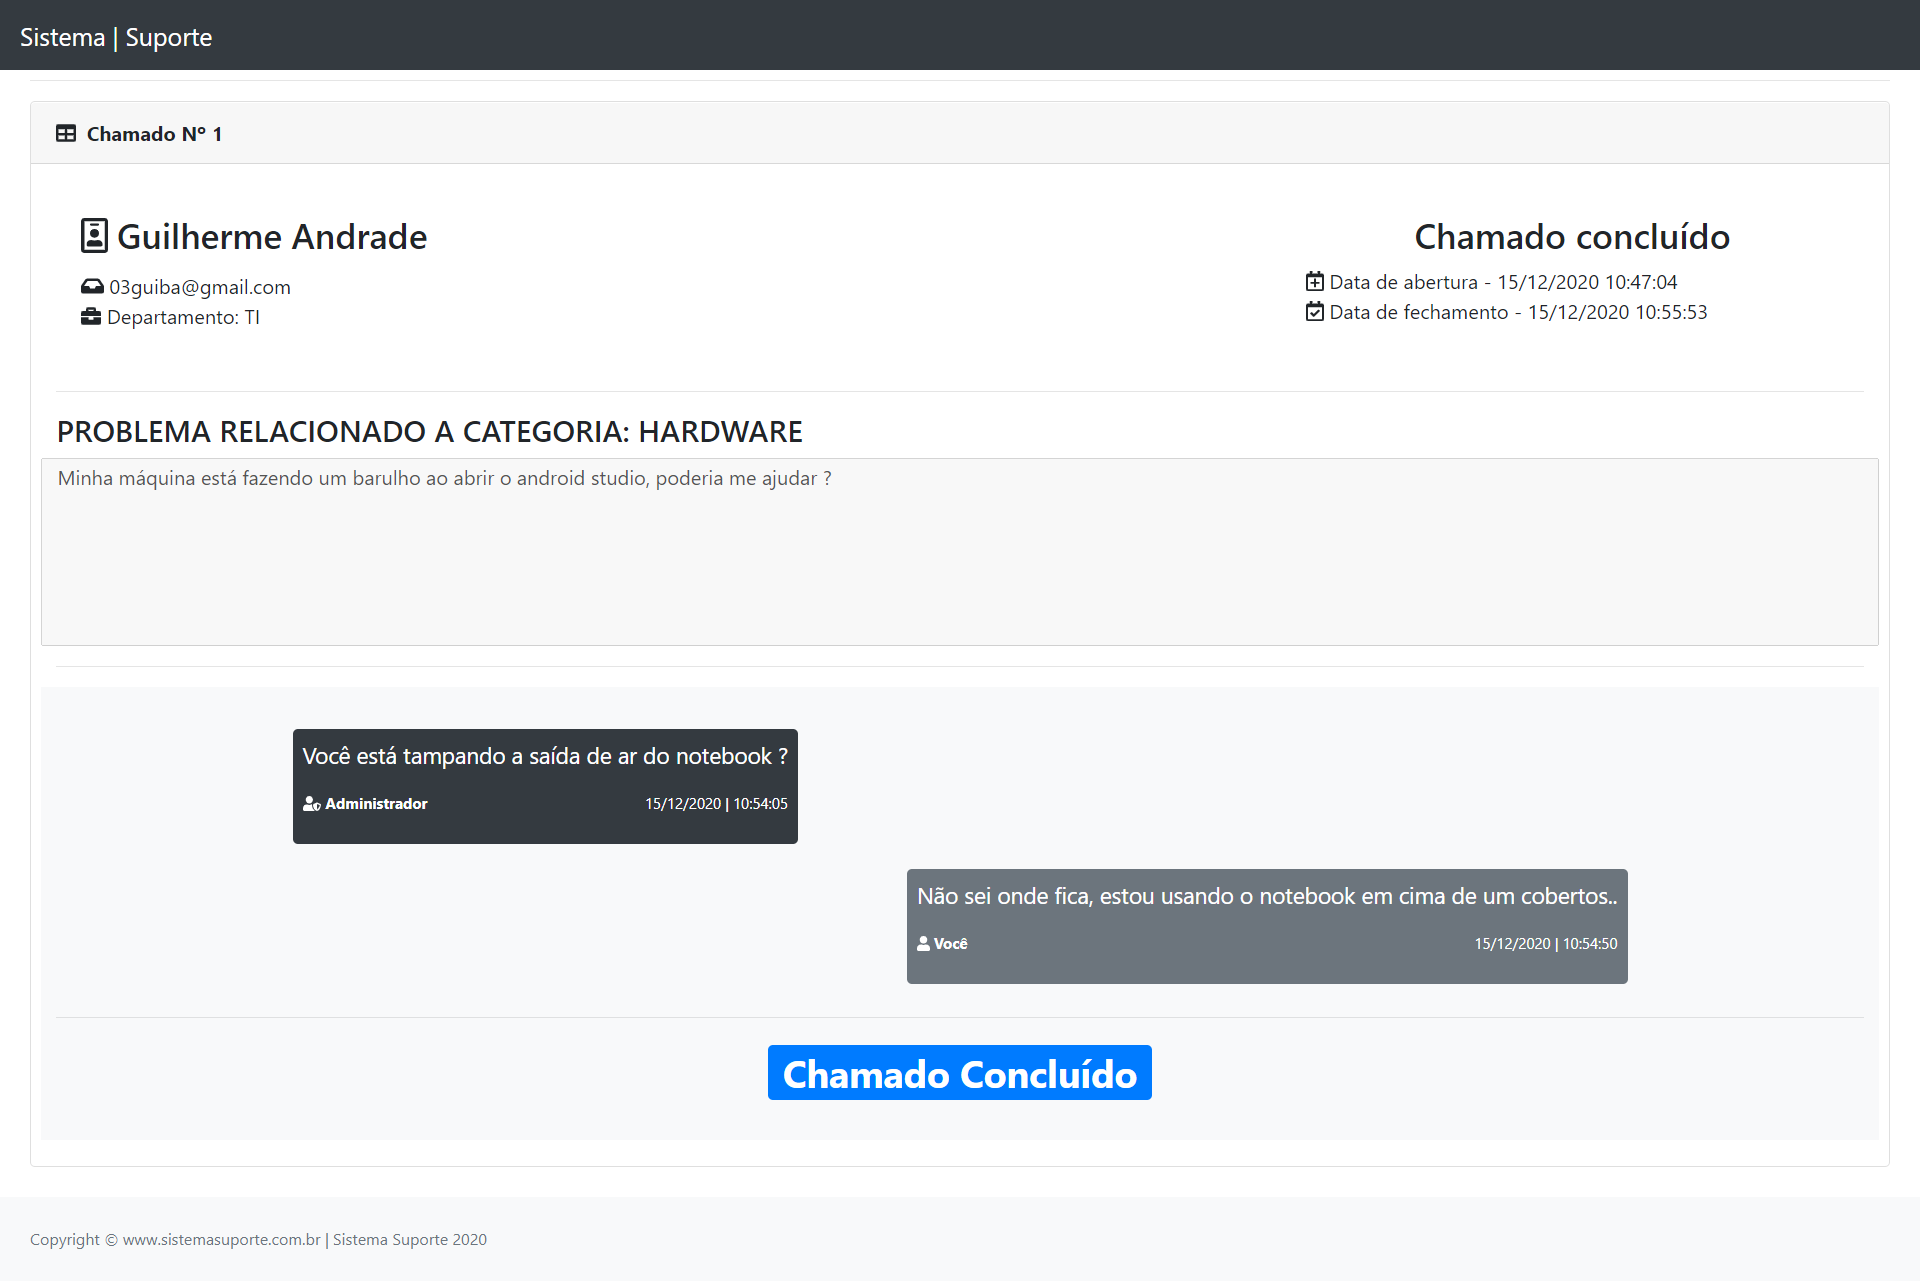 Sistema | Suporte
Chamado Nº 1
Guilherme Andrade
03guiba@gmail.com
Departamento: TI
Chamado concluído
Data de abertura - 15/12/2020 10:47:04
Data de fechamento - 15/12/2020 10:55:53
PROBLEMA RELACIONADO A CATEGORIA: HARDWARE
Minha máquina está fazendo um barulho ao abrir o android studio, poderia me ajudar ?
Você está tampando a saída de ar do notebook ?
Administrador 15/12/2020 | 10:54:05
Não sei onde fica, estou usando o notebook em cima de um cobertos..
Você 15/12/2020 | 10:54:50
Chamado Concluído
Copyright © www.sistemasuporte.com.br | Sistema Suporte 2020